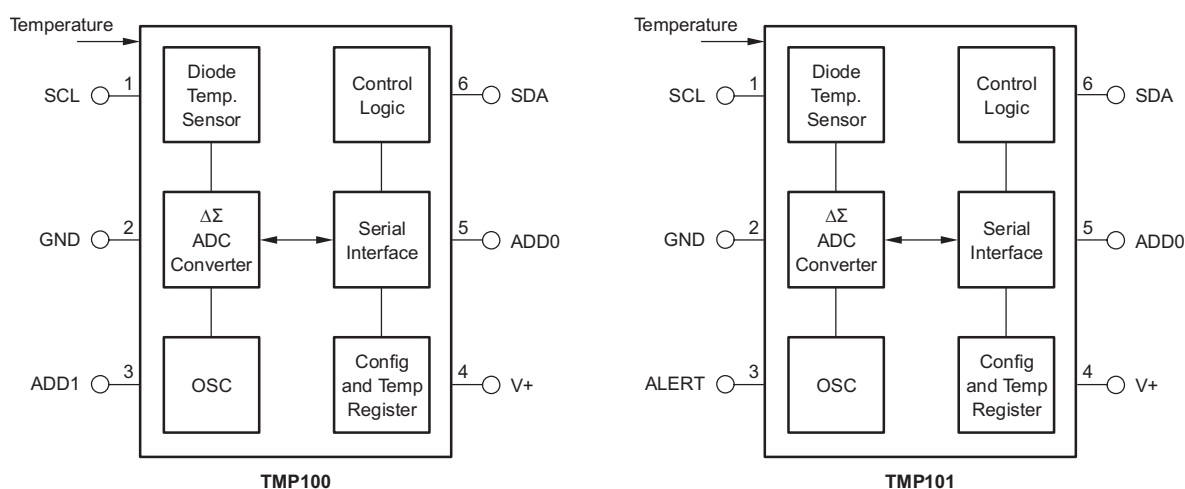 Temperature
SCL
1
GND
2
ADD1
3
Diode
Temp.
Sensor
ΔΣ
ADC
Converter
OSC
Control
Logic
Serial
Interface
Config
and Temp
Register
6
SDA
5
ADD0
4
V+
TMP100
Temperature
SCL
1
GND
2
ALERT
3
Diode
Temp.
Sensor
ΔΣ
ADC
Converter
OSC
Control
Logic
Serial
Interface
Config
and Temp
Register
6
SDA
5
ADD0
4
V+
TMP101